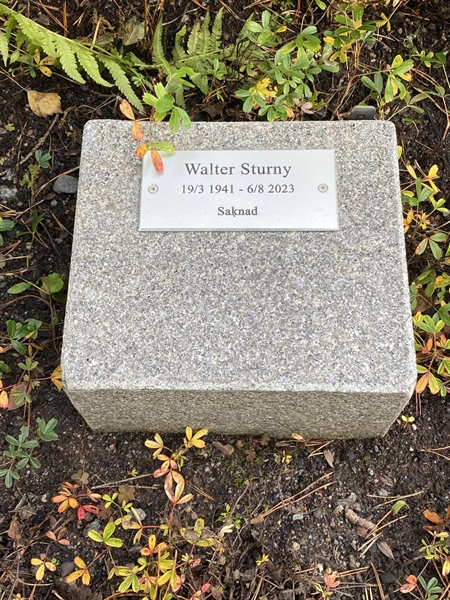 Walter Sturny
19/3 1941 - 6/8 2023
Saknad